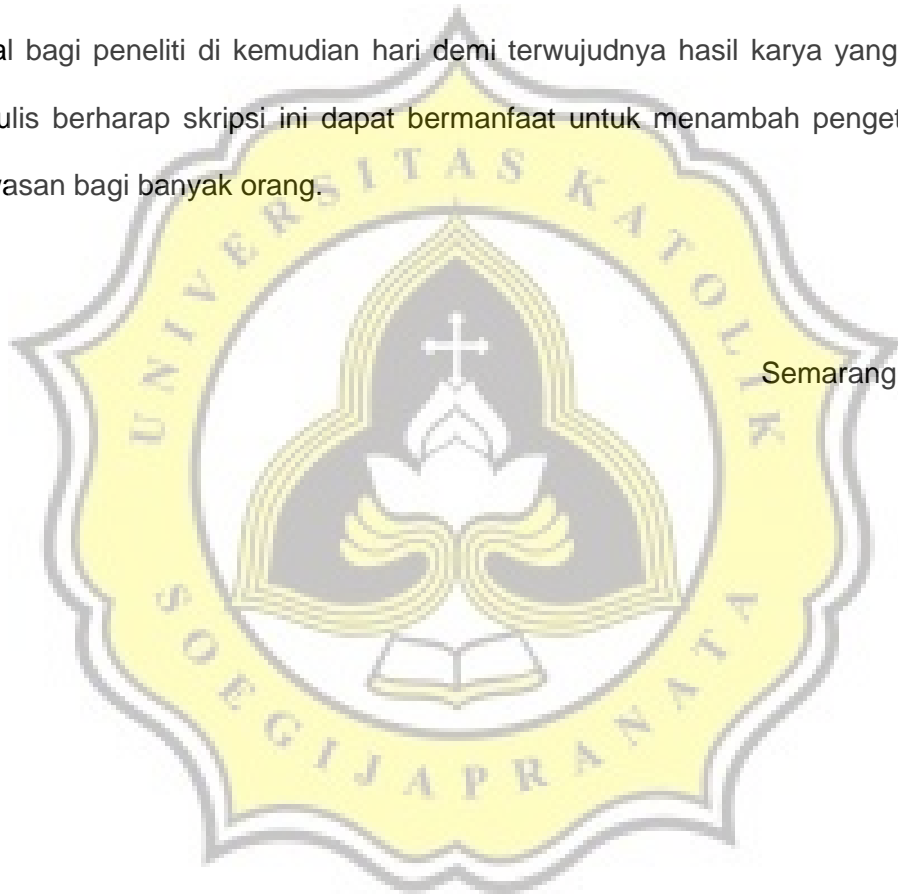 al bagi peneliti di kemudian hari demi terwujudnya hasil karya yang
ulis berharap skripsi ini dapat bermanfaat untuk menambah penget
asan bagi banyak orang.
Semarang
UNIVERSITAS KATOLIK
SOEGIJAPRANATA